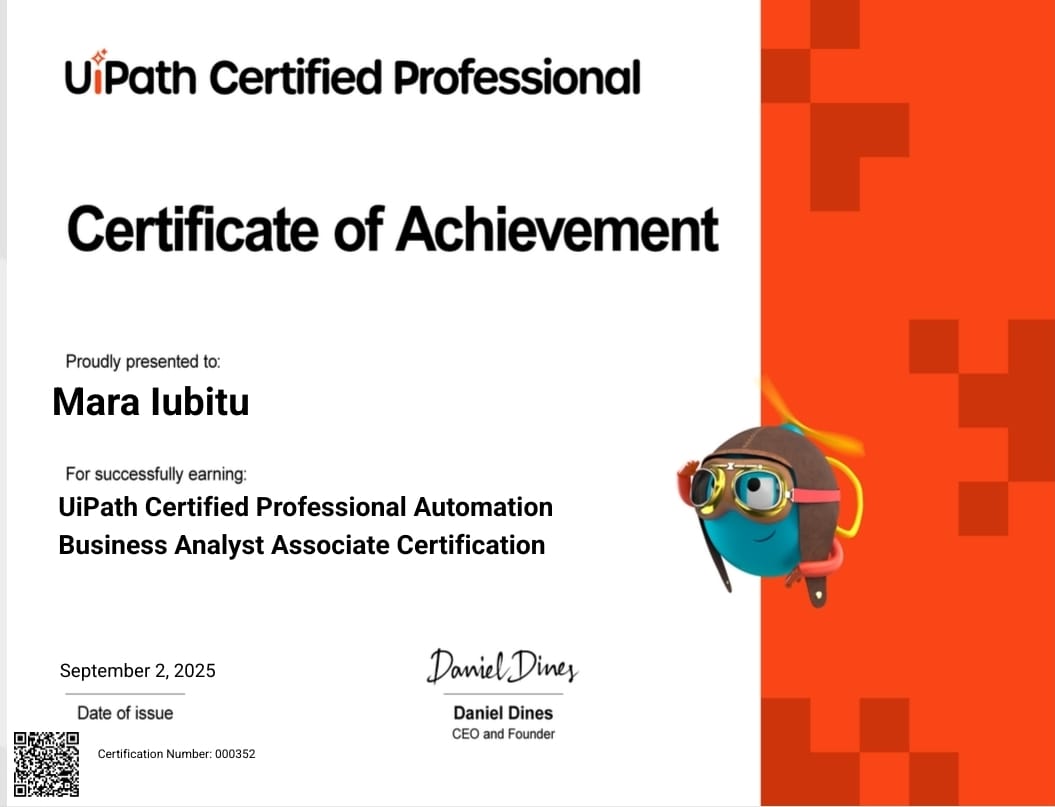 UiPath Certified Professional
Certificate of Achievement
Proudly presented to:
Mara Iubitu
For successfully earning:
UiPath Certified Professional Automation
Business Analyst Associate Certification
September 2, 2025
Date of issue
Daniel Dines
Daniel Dines
CEO and Founder
Certification Number: 000352